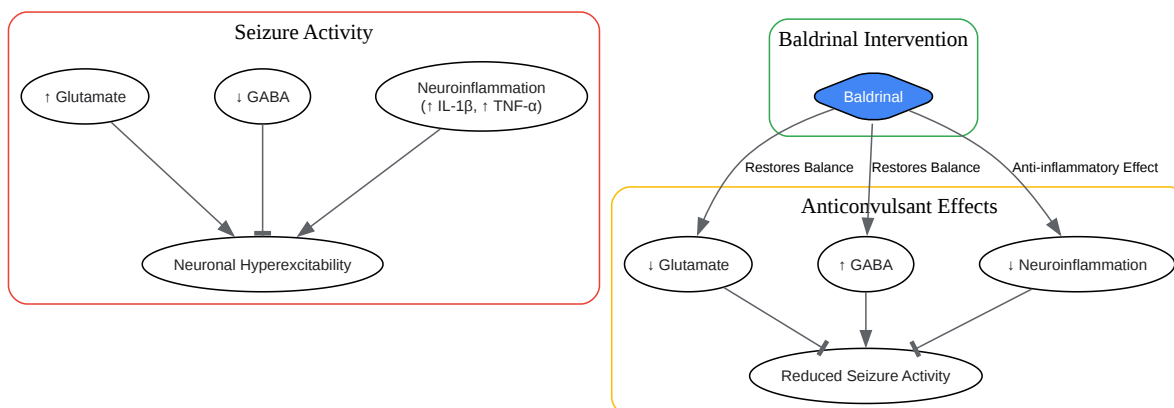 Seizure Activity
↑ Glutamate
↓ GABA
Neuroinflammation
(↑ IL-1β, ↑ TNF-α)
Neuronal Hyperexcitability
Baldrinal Intervention
Baldrinal
Restores Balance
Restores Balance
Anti-inflammatory Effect
Anticonvulsant Effects
↓ Glutamate
↑ GABA
↓ Neuroinflammation
Reduced Seizure Activity